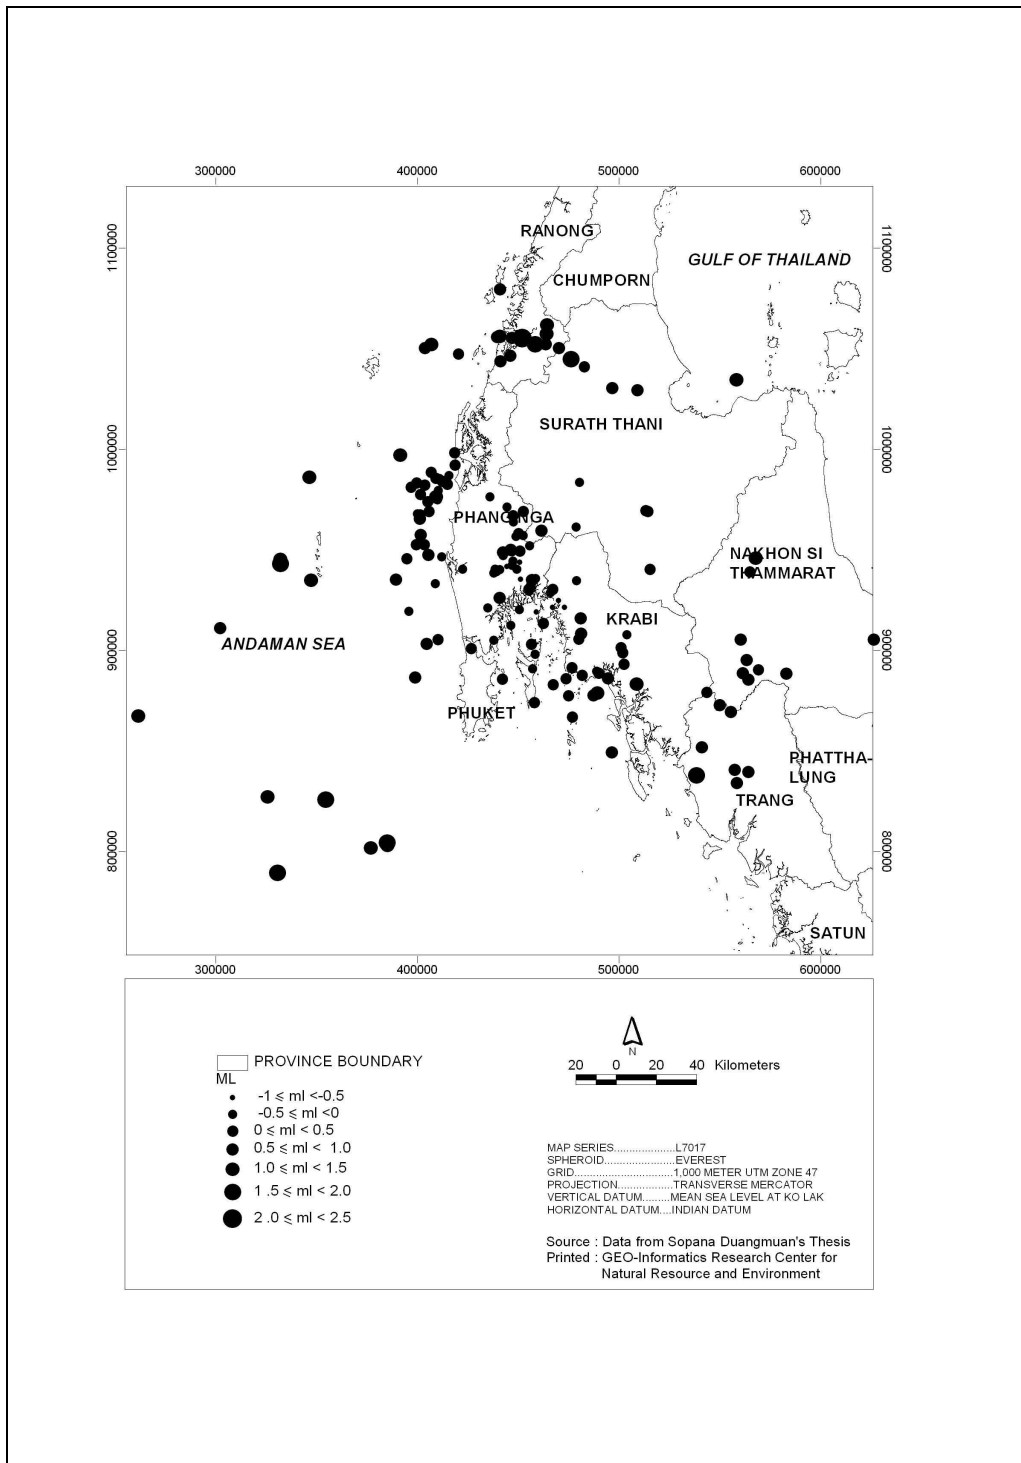 300000 400000 500000 600000
1100000 1100000
RANONG
GULF OF THAILAND
CHUMPORN
SURATH THANI
1000000 1000000
PHANGNGA
NAKHON SI
THAMMARAT
KRABI
ANDAMAN SEA
900000 900000
PHUKET
PHATTHA-
LUNG
TRANG
800000 800000
SATUN
300000 400000 500000 600000
N
PROVINCE BOUNDARY
20 0 20 40 Kilometers
ML
-1 ⩽ ml <-0.5
-0.5 ⩽ ml <0
0 ⩽ ml < 0.5
0.5 ⩽ ml < 1.0
1.0 ⩽ ml < 1.5
1.5 ⩽ ml < 2.0
2.0 ⩽ ml < 2.5
MAP SERIES....................L7017
SPHEROID.......................EVEREST
GRID................................1,000 METER UTM ZONE 47
PROJECTION..................TRANSVERSE MERCATOR
VERTICAL DATUM.........MEAN SEA LEVEL AT KO LAK
HORIZONTAL DATUM....INDIAN DATUM
Source : Data from Sopana Duangmuan's Thesis
Printed : GEO-Informatics Research Center for
Natural Resource and Environment